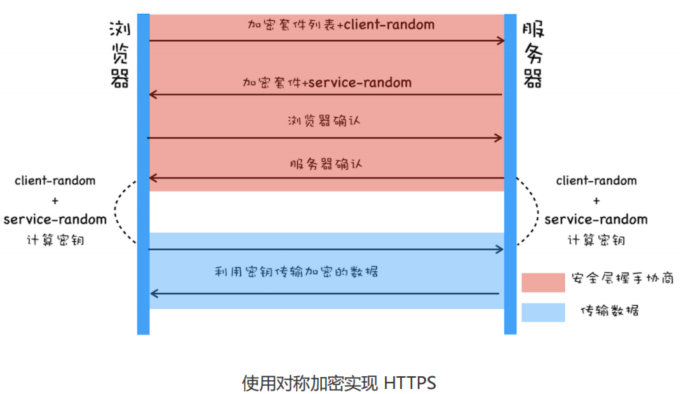 浏览器
服务器
加密套件列表+client-random
加密套件+service-random
浏览器确认
服务器确认
client-random
+
service-random
计算密钥
client-random
+
service-random
计算密钥
利用密钥传输加密的数据
安全层握手协商
传输数据
使用对称加密实现 HTTPS